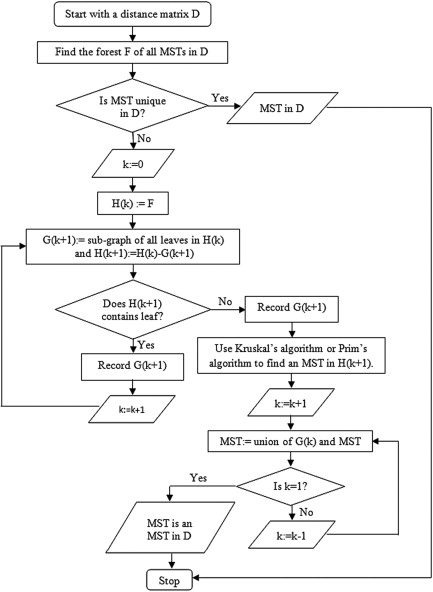 Start with a distance matrix D
Find the forest F of all MSTs in D
Is MST unique
in D?
Yes
MST in D
No
k:=0
H(k) := F
G(k+1):= sub-graph of all leaves in H(k)
and H(k+1):=H(k)-G(k+1)
Does H(k+1)
contains leaf?
No
Record G(k+1)
Yes
Record G(k+1)
k:=k+1
Use Kruskal's algorithm or Prim's
algorithm to find an MST in H(k+1).
k:=k+1
MST:= union of G(k) and MST
Is k=1?
Yes
No
MST is an
MST in D
k:=k-1
Stop